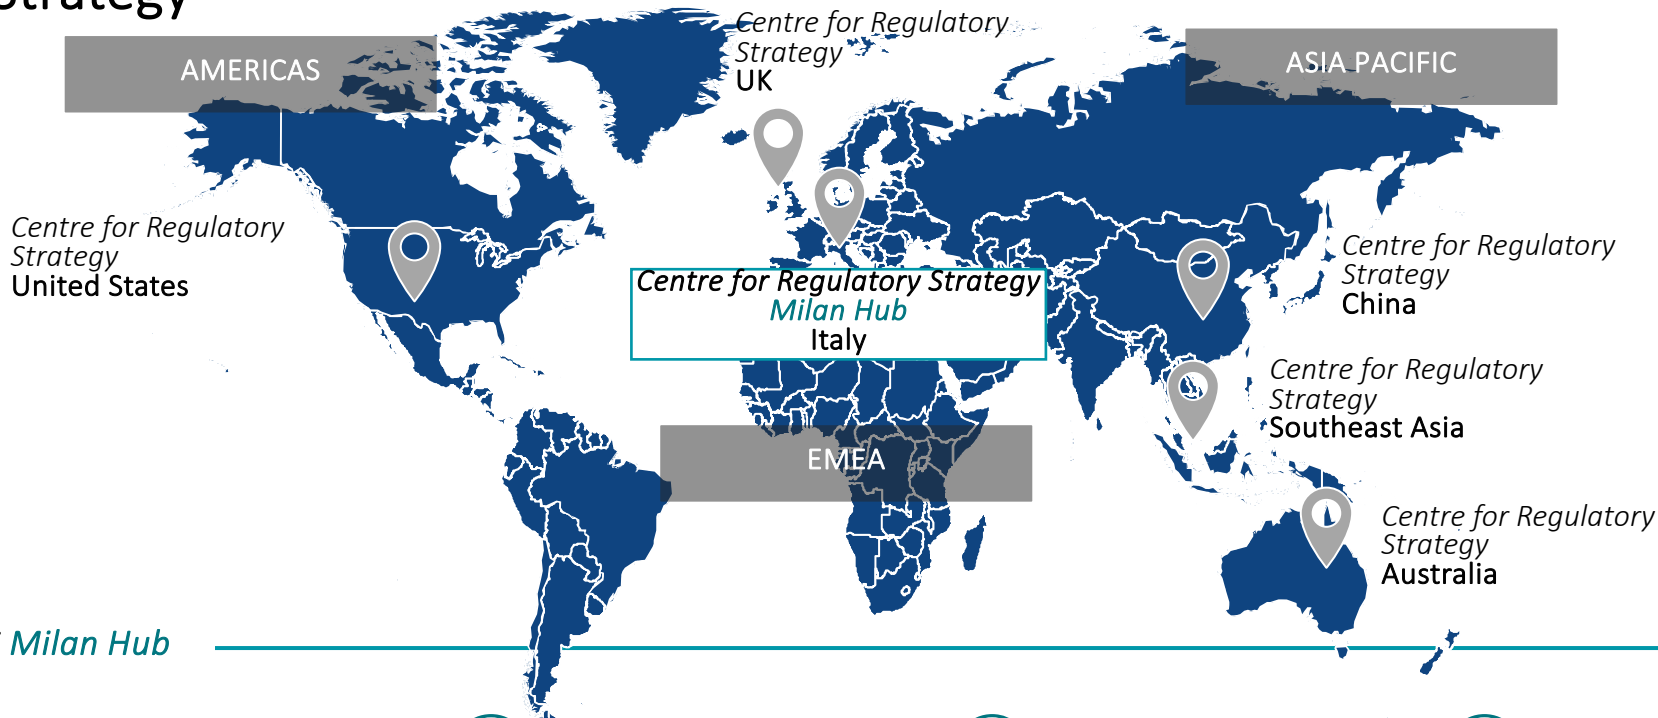 Strategy
AMERICAS
Centre for Regulatory
Strategy
UK
ASIA PACIFIC
Centre for Regulatory
Strategy
United States
Centre for Regulatory Strategy
Milan Hub
Italy
Centre for Regulatory
Strategy
China
Centre for Regulatory
Strategy
Southeast Asia
EMEA
Centre for Regulatory
Strategy
Australia
Milan Hub